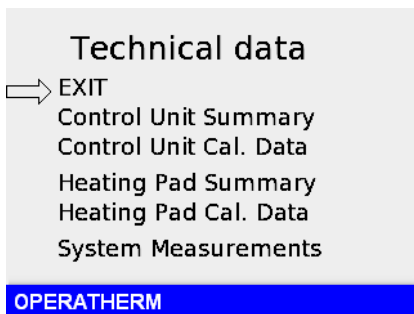 Technical data
EXIT
Control Unit Summary
Control Unit Cal. Data
Heating Pad Summary
Heating Pad Cal. Data
System Measurements
OPERATHERM